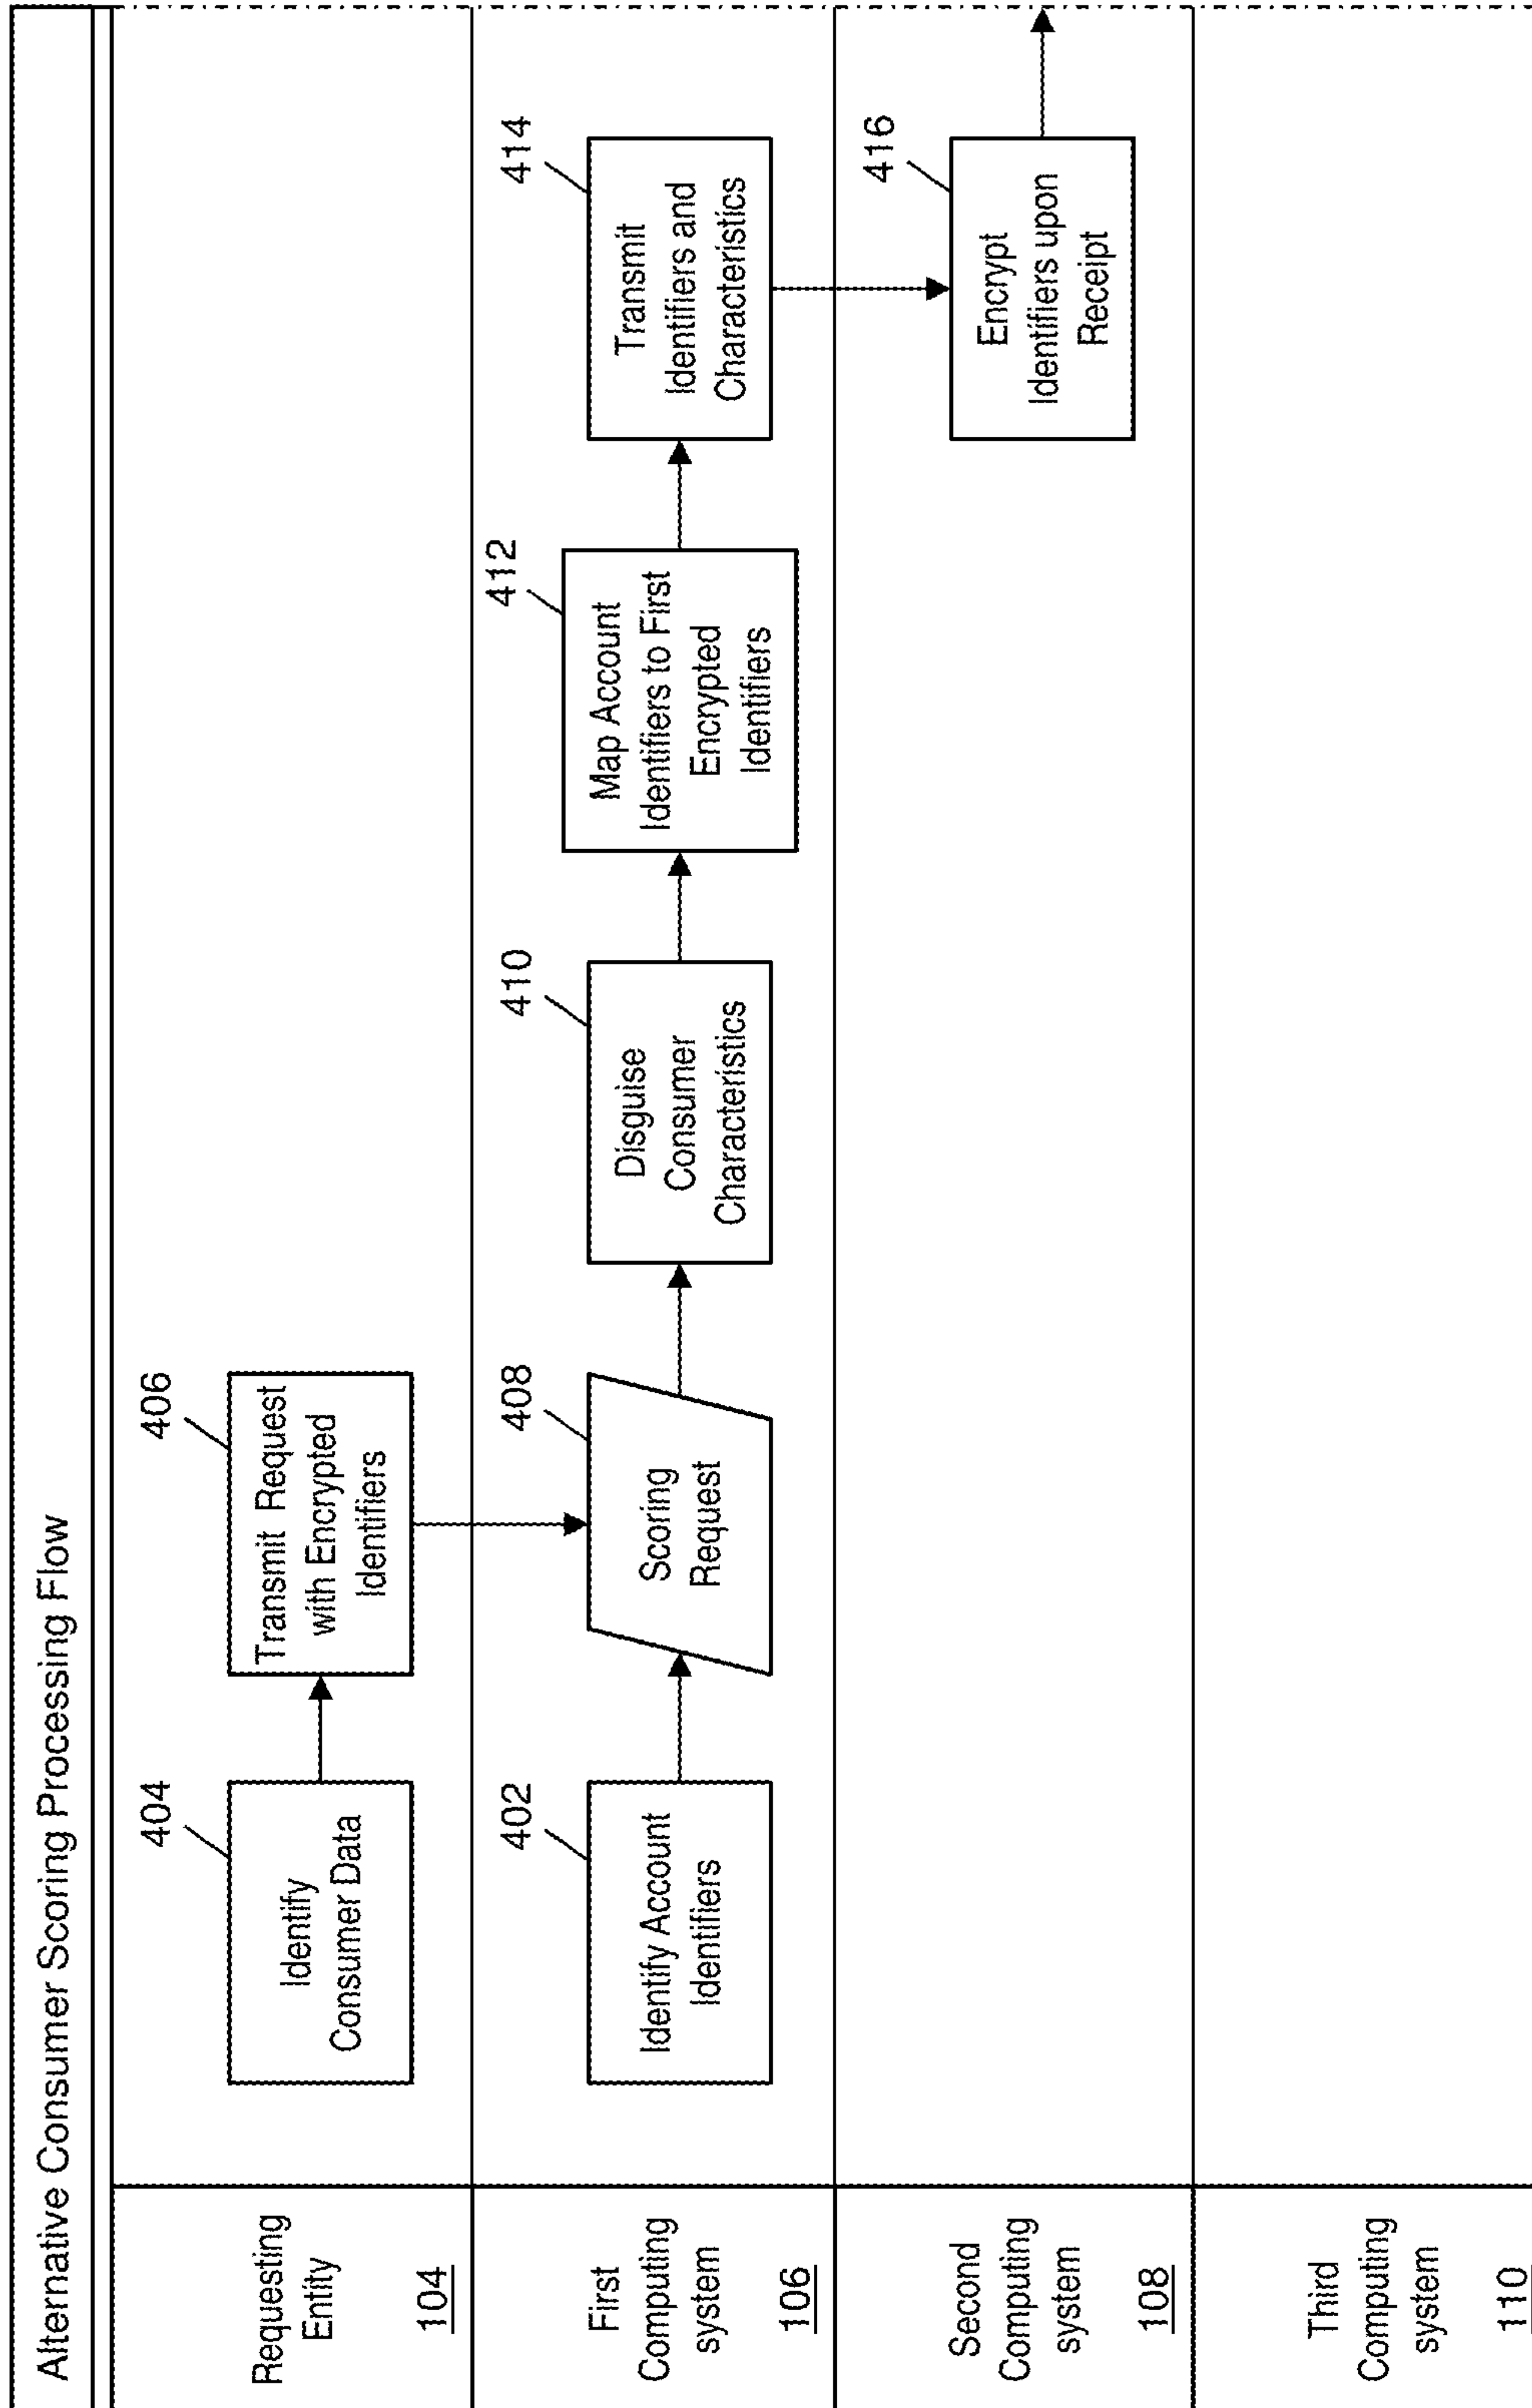 Alternative Consumer Scoring Processing Flow
Requesting
Entity
104
404
Identify
Consumer Data
406
Transmit Request
with Encrypted
Identifiers
First
Computing
system
106
402
Identify Account
Identifiers
408
Scoring
Request
410
Disguise
Consumer
Characteristics
412
Map Account
Identifiers to First
Encrypted
Identifiers
414
Transmit
Identifiers and
Characteristics
Second
Computing
system
108
416
Encrypt
Identifiers upon
Receipt
Third
Computing
system
110